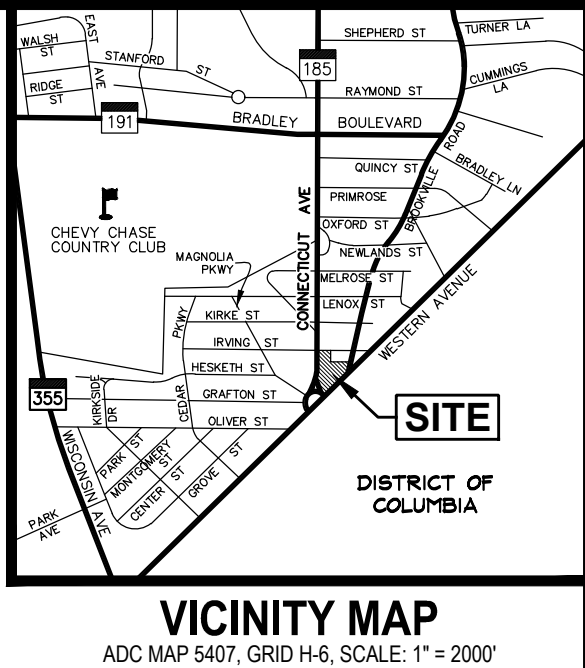 WALSH
ST
EAST
AVE
STANFORD
ST
RIDGE
ST
SHEPHERD ST
TURNER LA
185
CUMMINGS
LA
RAYMOND ST
191
BRADLEY BOULEVARD
ROAD
BROOKVILLE
QUINCY ST
BRADLEY LN
PRIMROSE
OXFORD ST
CONNECTICUT AVE
CHEVY CHASE
COUNTRY CLUB
MAGNOLIA
PKWY
NEWLANDS ST
MELROSE ST
LENOX ST
WESTERN AVENUE
KIRKE ST
PKWY
CEDAR
IRVING ST
HESKETH ST
355
KIRKSIDE
DR
GRAFTON ST
OLIVER ST
SITE
WISCONSIN AVE
PARK ST
MONTGOMERY
ST
CENTER ST
GROVE ST
PARK
AVE
DISTRICT OF
COLUMBIA
VICINITY MAP
ADC MAP 5407, GRID H-6, SCALE: 1" = 2000'